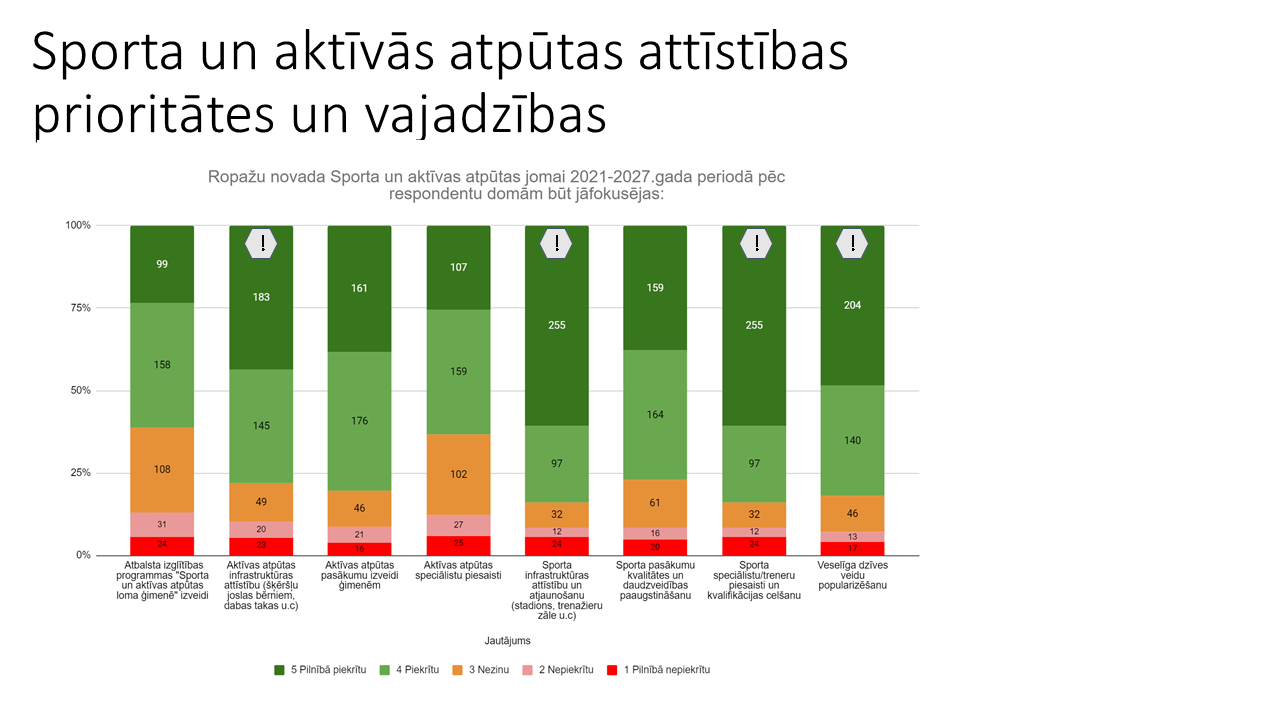 Sporta un aktīvās atpūtas attīstības
prioritātes un vajadzības
Ropažu novada Sporta un aktīvas atpūtas jomai 2021-2027.gada periodā pēc
respondentu domām būt jāfokusējas:
100%
75%
50%
25%
0%
99
158
108
31
24
!
183
145
49
20
23
161
176
46
21
16
107
159
102
27
25
!
255
97
32
12
24
159
164
61
16
20
!
255
97
32
12
24
!
204
140
46
13
17
Atbalsta izglītības
programmas "Sporta
un aktīvas atpūtas
loma ģimenē" izveidi
Aktīvas atpūtas
infrastruktūras
attīstību (šķēršļu
joslas bērniem,
dabas takas u.c)
Aktīvas atpūtas
pasākumu izveidi
ģimenēm
Aktīvas atpūtas
speciālistu piesaisti
Sporta
infrastruktūras
attīstību un
atjaunošanu
(stadions, trenažieru
zāle u.c)
Sporta pasākumu
kvalitātes un
daudzveidības
paaugstināšanu
Sporta
speciālistu/treneru
piesaisti un
kvalifikācijas celšanu
Veselīga dzīves
veidu
popularizēšanu
Jautājums
5 Pilnībā piekrītu
4 Piekrītu
3 Nezinu
2 Nepiekrītu
1 Pilnībā nepiekrītu